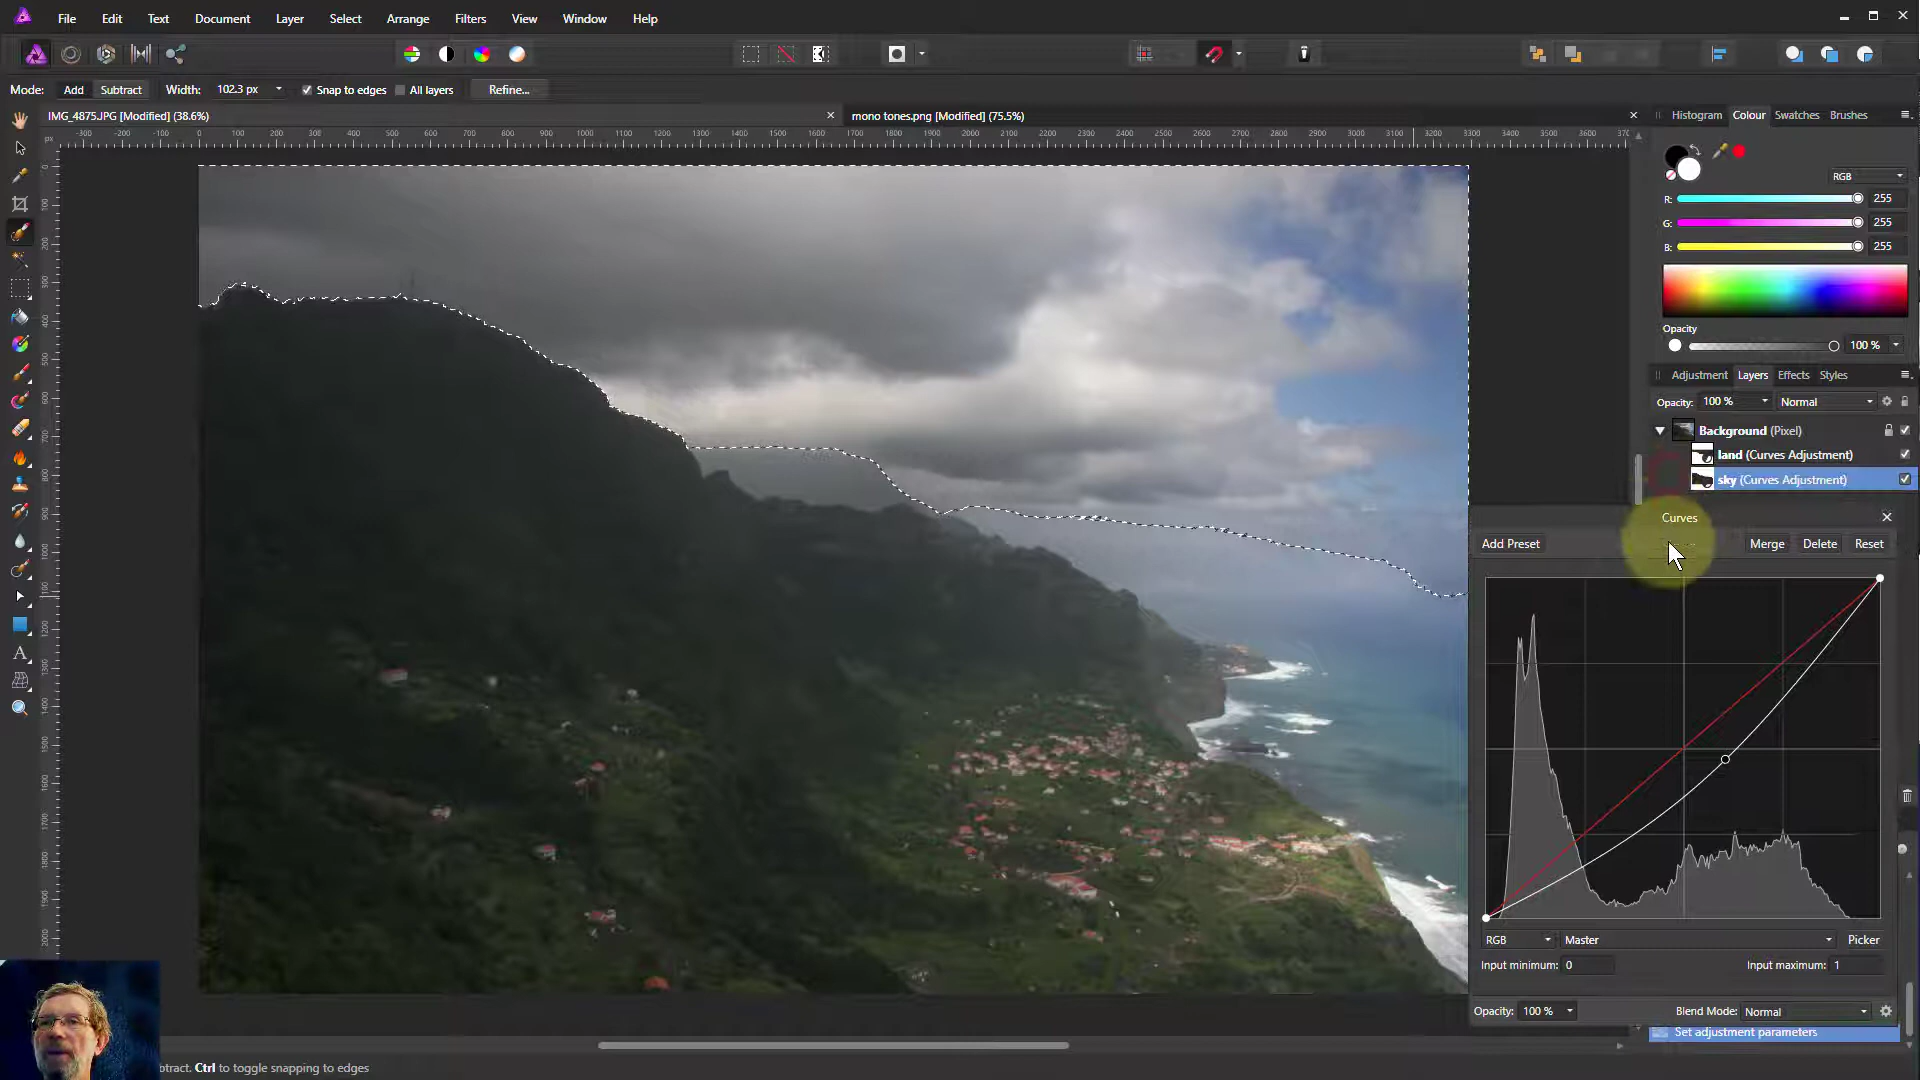 File Edit Text Document Layer Select Arrange Filters View Window Help
Mode: Add Subtract Width: 102.3 px Snap to edges All layers Refine...
IMG_4875.JPG [Modified] (38.6%)
mono tones.png [Modified] (75.5%)
Histogram Colour Swatches Brushes
RGB
R: 255
G: 255
B: 255
Opacity
100 %
Adjustment Layers Effects Styles
Opacity: 100 % Normal
Background (Pixel)
land (Curves Adjustment)
sky (Curves Adjustment)
Curves
Add Preset Merge Delete Reset
RGB Master Picker
Input minimum: 0 Input maximum: 1
Opacity: 100 % Blend Mode: Normal
Set adjustment parameters
otract. Ctrl to toggle snapping to edges